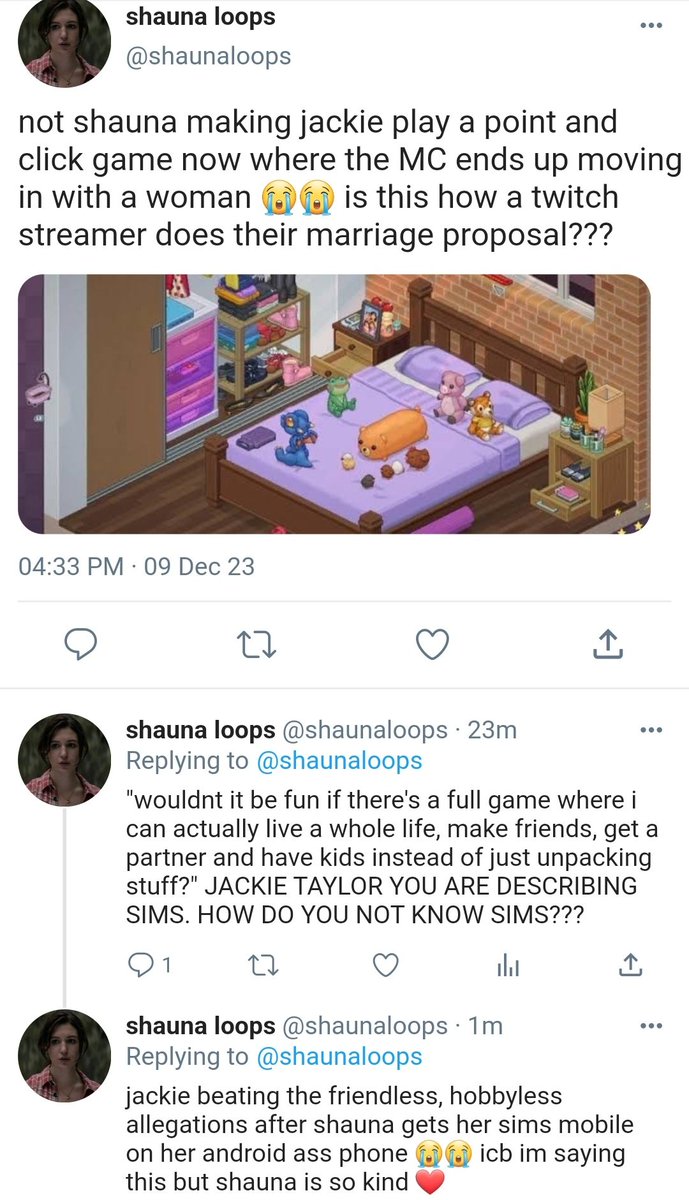 shauna loops
@shaunaloops
not shauna making jackie play a point and
click game now where the MC ends up moving
in with a woman 😭😭 is this how a twitch
streamer does their marriage proposal???
04:33 PM · 09 Dec 23
shauna loops @shaunaloops · 23m
Replying to @shaunaloops
"wouldnt it be fun if there's a full game where i
can actually live a whole life, make friends, get a
partner and have kids instead of just unpacking
stuff?" JACKIE TAYLOR YOU ARE DESCRIBING
SIMS. HOW DO YOU NOT KNOW SIMS???
1
shauna loops @shaunaloops · 1m
Replying to @shaunaloops
jackie beating the friendless, hobbyless
allegations after shauna gets her sims mobile
on her android ass phone 😭😭 icb im saying
this but shauna is so kind ❤️